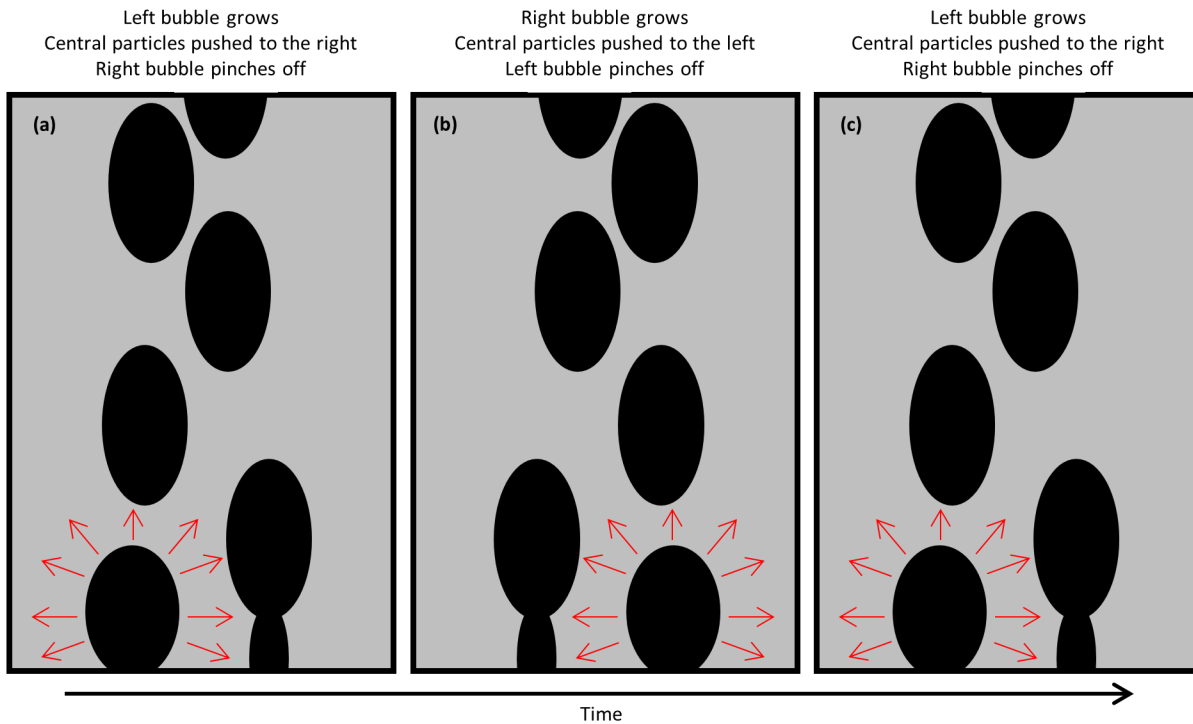 Left bubble grows
Central particles pushed to the right
Right bubble pinches off
Right bubble grows
Central particles pushed to the left
Left bubble pinches off
Left bubble grows
Central particles pushed to the right
Right bubble pinches off
(a)
(b)
(c)
Time